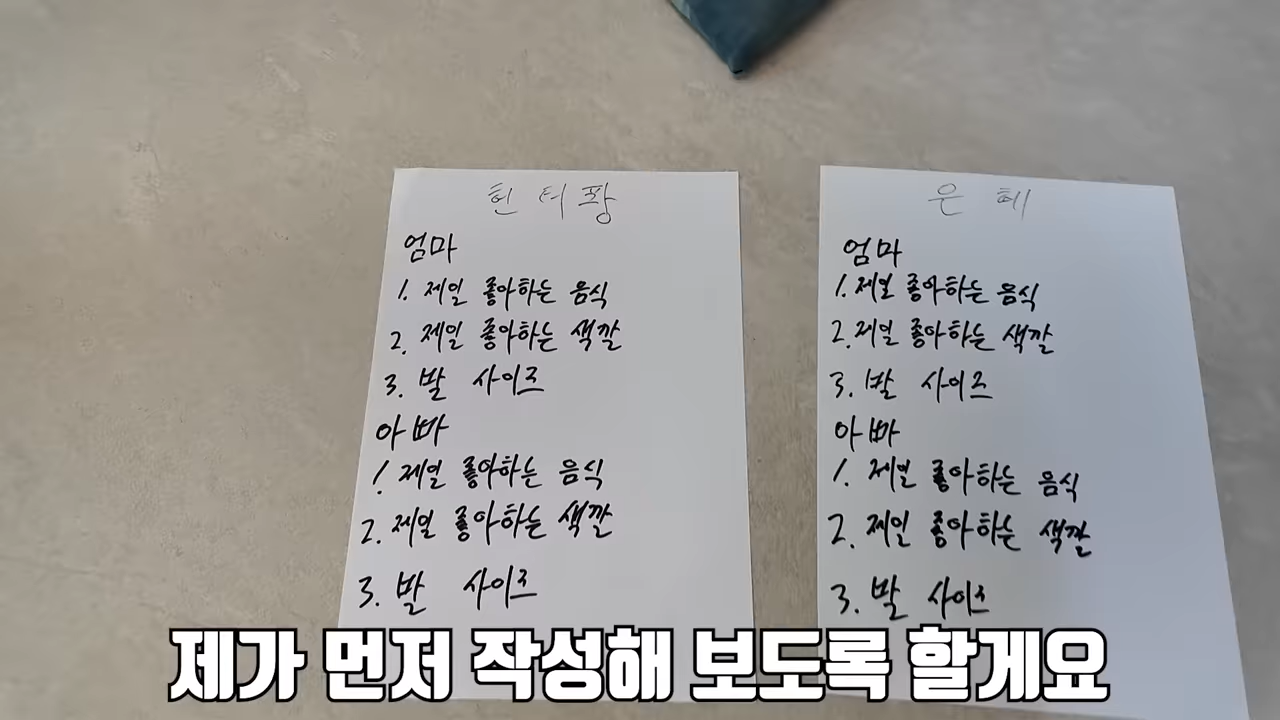 헌터팡
엄마
1. 제일 좋아하는 음식
2. 제일 좋아하는 색깔
3. 발 사이즈
아빠
1. 제일 좋아하는 음식
2. 제일 좋아하는 색깔
3. 발 사이즈
은혜
엄마
1. 제일 좋아하는 음식
2. 제일 좋아하는 색깔
3. 발 사이즈
아빠
1. 제일 좋아하는 음식
2. 제일 좋아하는 색깔
3. 발 사이즈
제가 먼저 작성해 보도록 할게요